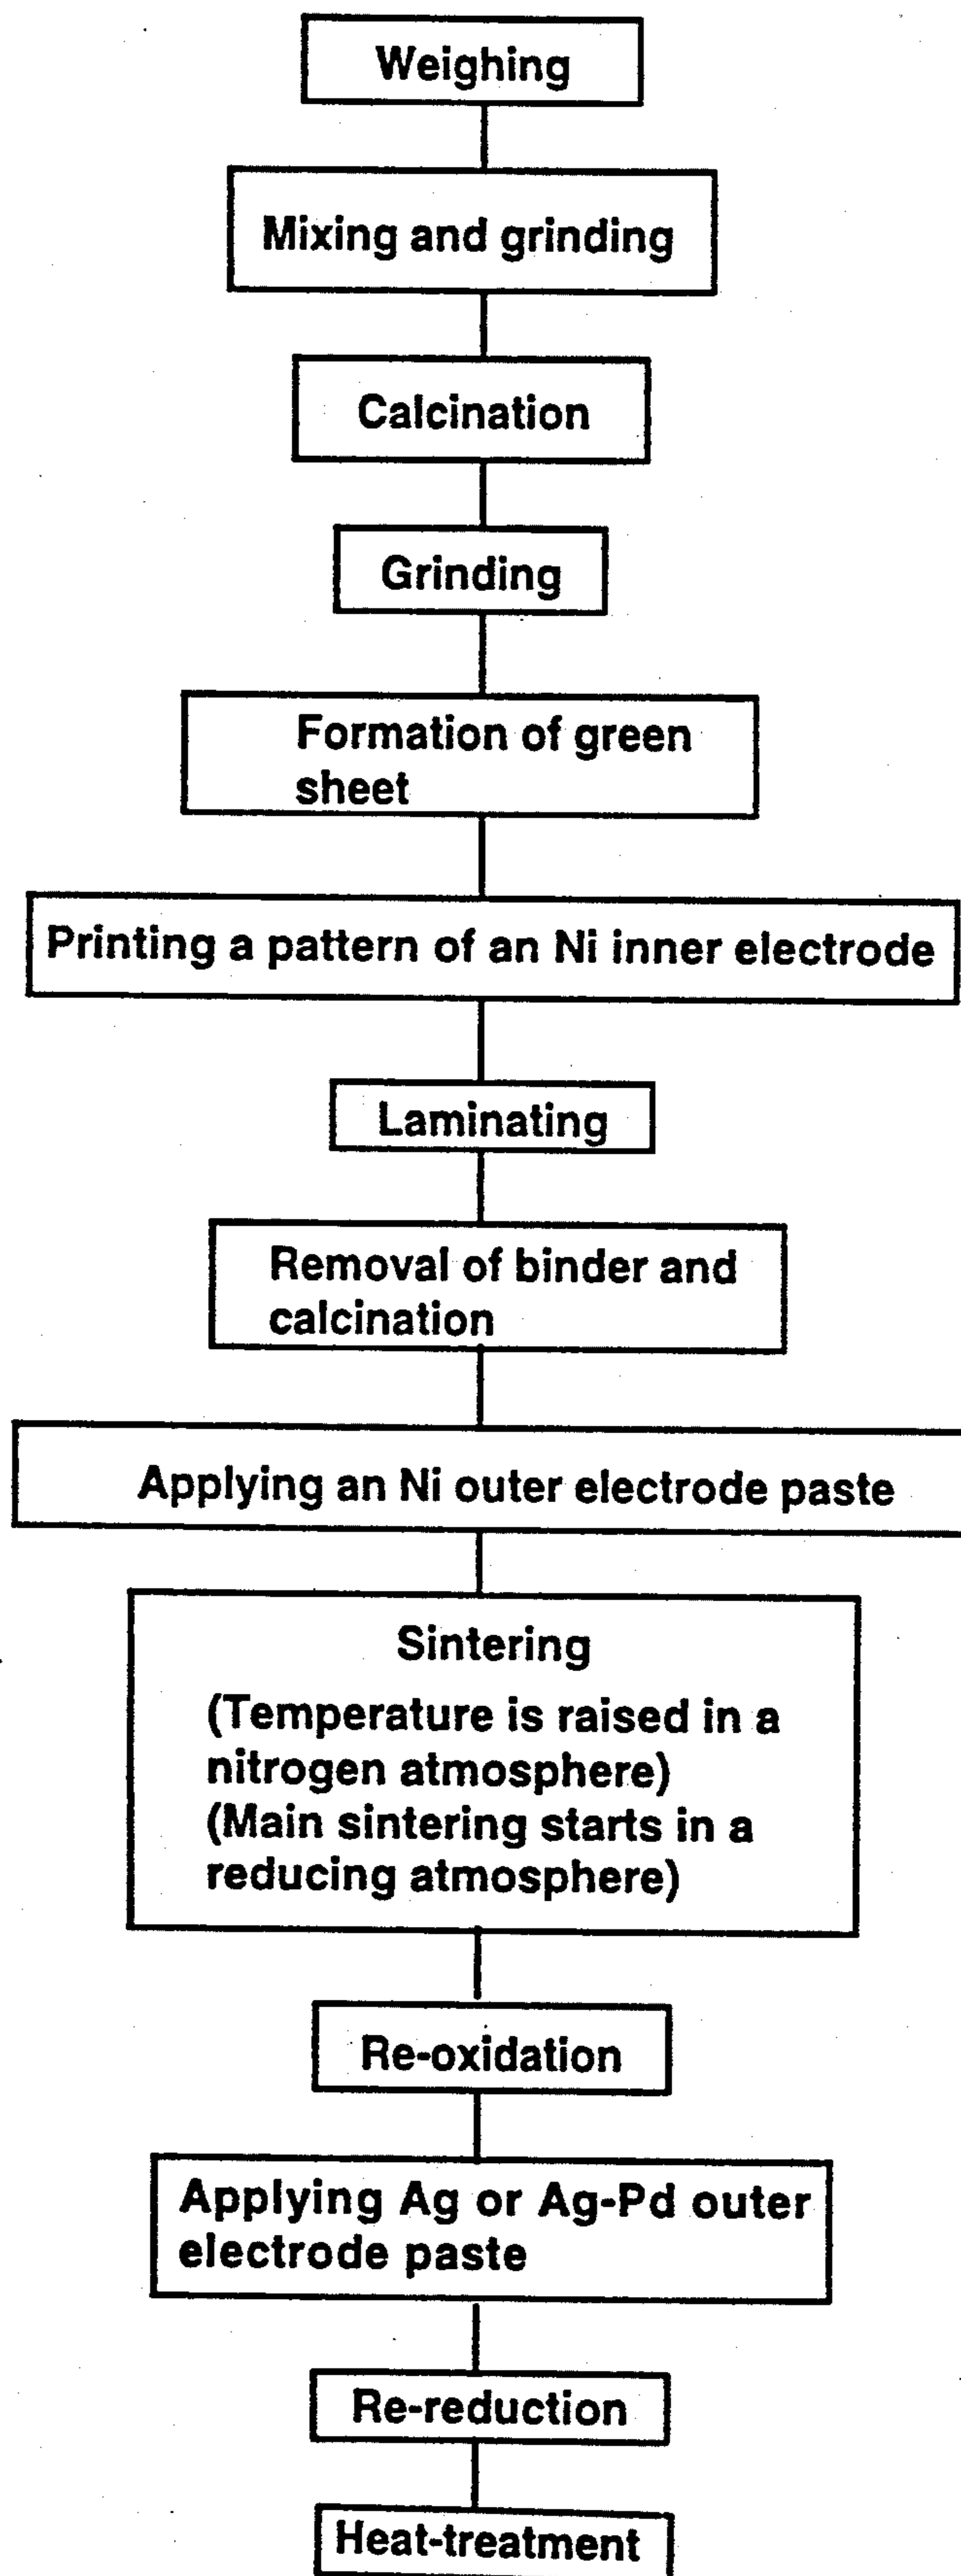 Weighing
Mixing and grinding
Calcination
Grinding
Formation of green
sheet
Printing a pattern of an Ni inner electrode
Laminating
Removal of binder and
calcination
Applying an Ni outer electrode paste
Sintering
(Temperature is raised in a
nitrogen atmosphere)
(Main sintering starts in a
reducing atmosphere)
Re-oxidation
Applying Ag or Ag-Pd outer
electrode paste
Re-reduction
Heat-treatment